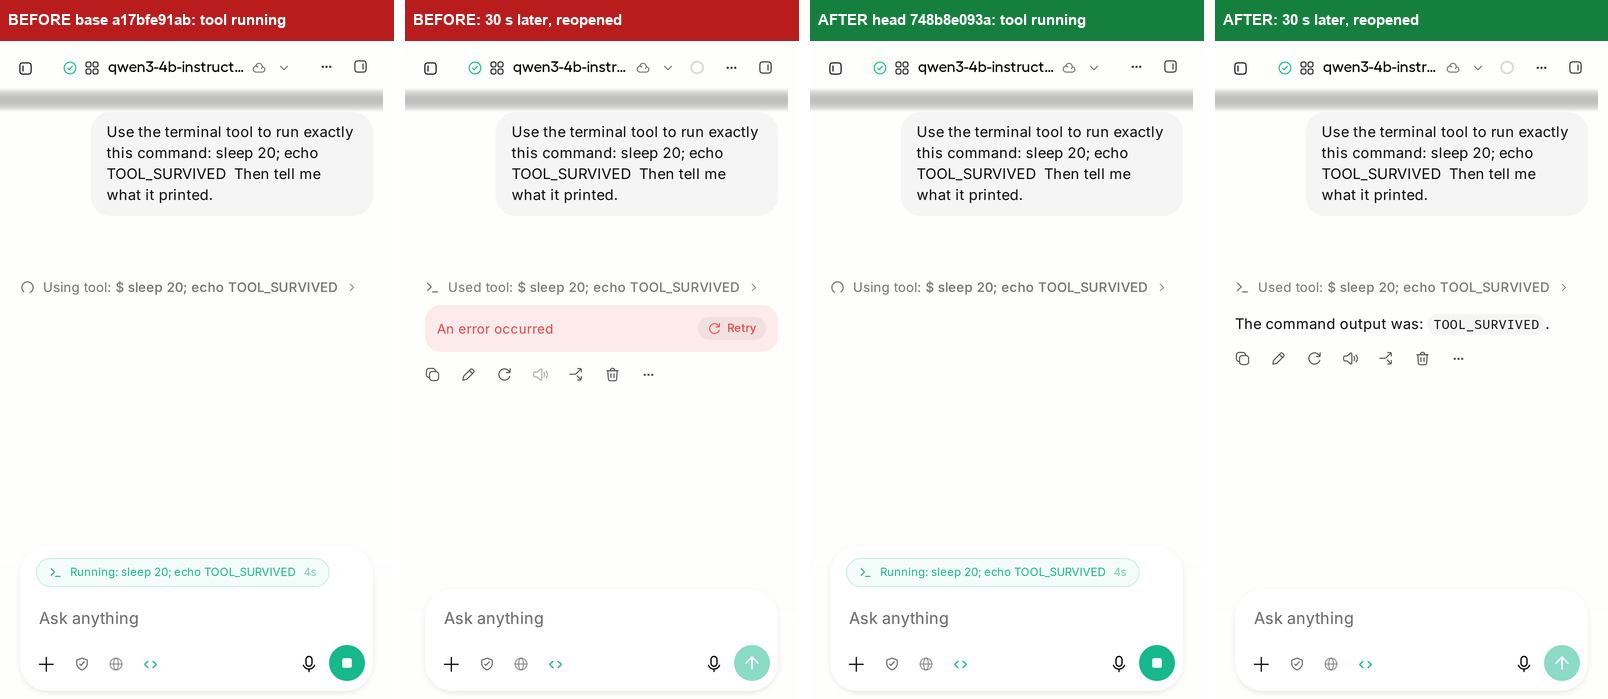 BEFORE base a17bfe91ab: tool running
qwen3-4b-instruct...
Use the terminal tool to run exactly
this command: sleep 20; echo
TOOL_SURVIVED Then tell me
what it printed.
Using tool: $ sleep 20; echo TOOL_SURVIVED
Running: sleep 20; echo TOOL_SURVIVED 4s
Ask anything
BEFORE: 30 s later, reopened
qwen3-4b-instr...
Use the terminal tool to run exactly
this command: sleep 20; echo
TOOL_SURVIVED Then tell me
what it printed.
Used tool: $ sleep 20; echo TOOL_SURVIVED
An error occurred
Retry
Ask anything
AFTER head 748b8e093a: tool running
qwen3-4b-instruct...
Use the terminal tool to run exactly
this command: sleep 20; echo
TOOL_SURVIVED Then tell me
what it printed.
Using tool: $ sleep 20; echo TOOL_SURVIVED
Running: sleep 20; echo TOOL_SURVIVED 4s
Ask anything
AFTER: 30 s later, reopened
qwen3-4b-instr...
Use the terminal tool to run exactly
this command: sleep 20; echo
TOOL_SURVIVED Then tell me
what it printed.
Used tool: $ sleep 20; echo TOOL_SURVIVED
The command output was: TOOL_SURVIVED.
Ask anything